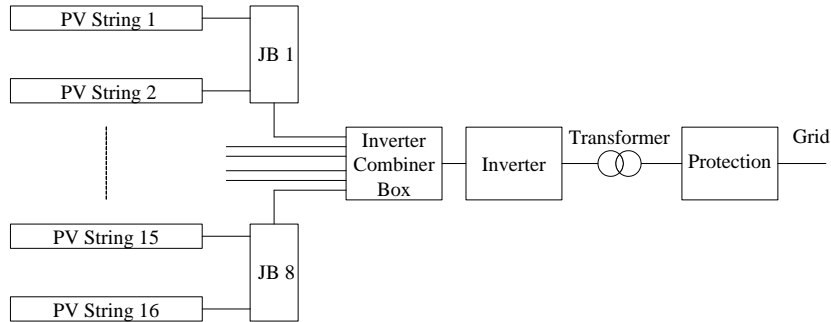 PV String 1
JB 1
PV String 2
Inverter
Combiner
Box
Inverter
Transformer
Protection
Grid
PV String 15
JB 8
PV String 16